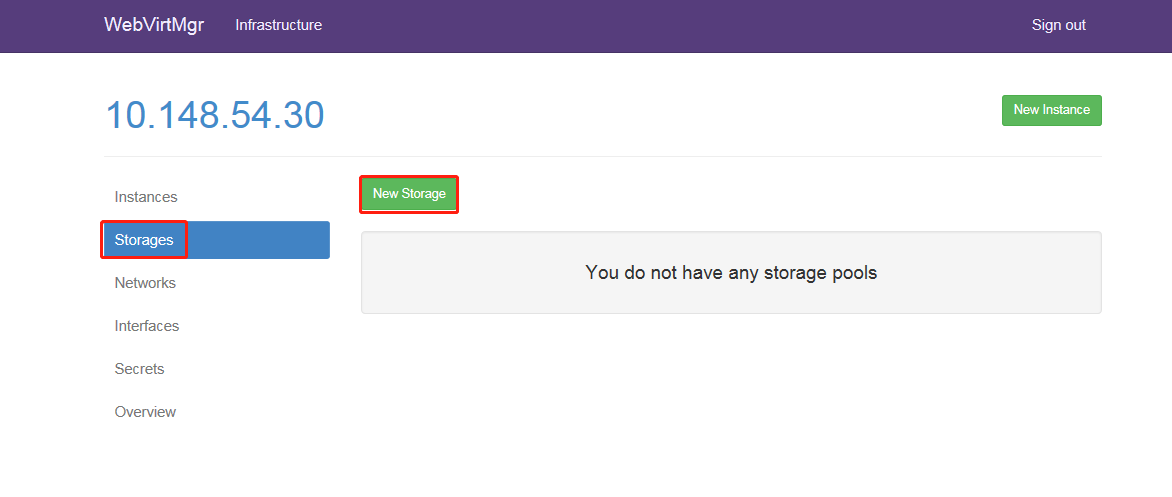 WebVirtMgr Infrastructure Sign out
10.148.54.30
New Instance
Instances
Storages
Networks
Interfaces
Secrets
Overview
New Storage
You do not have any storage pools